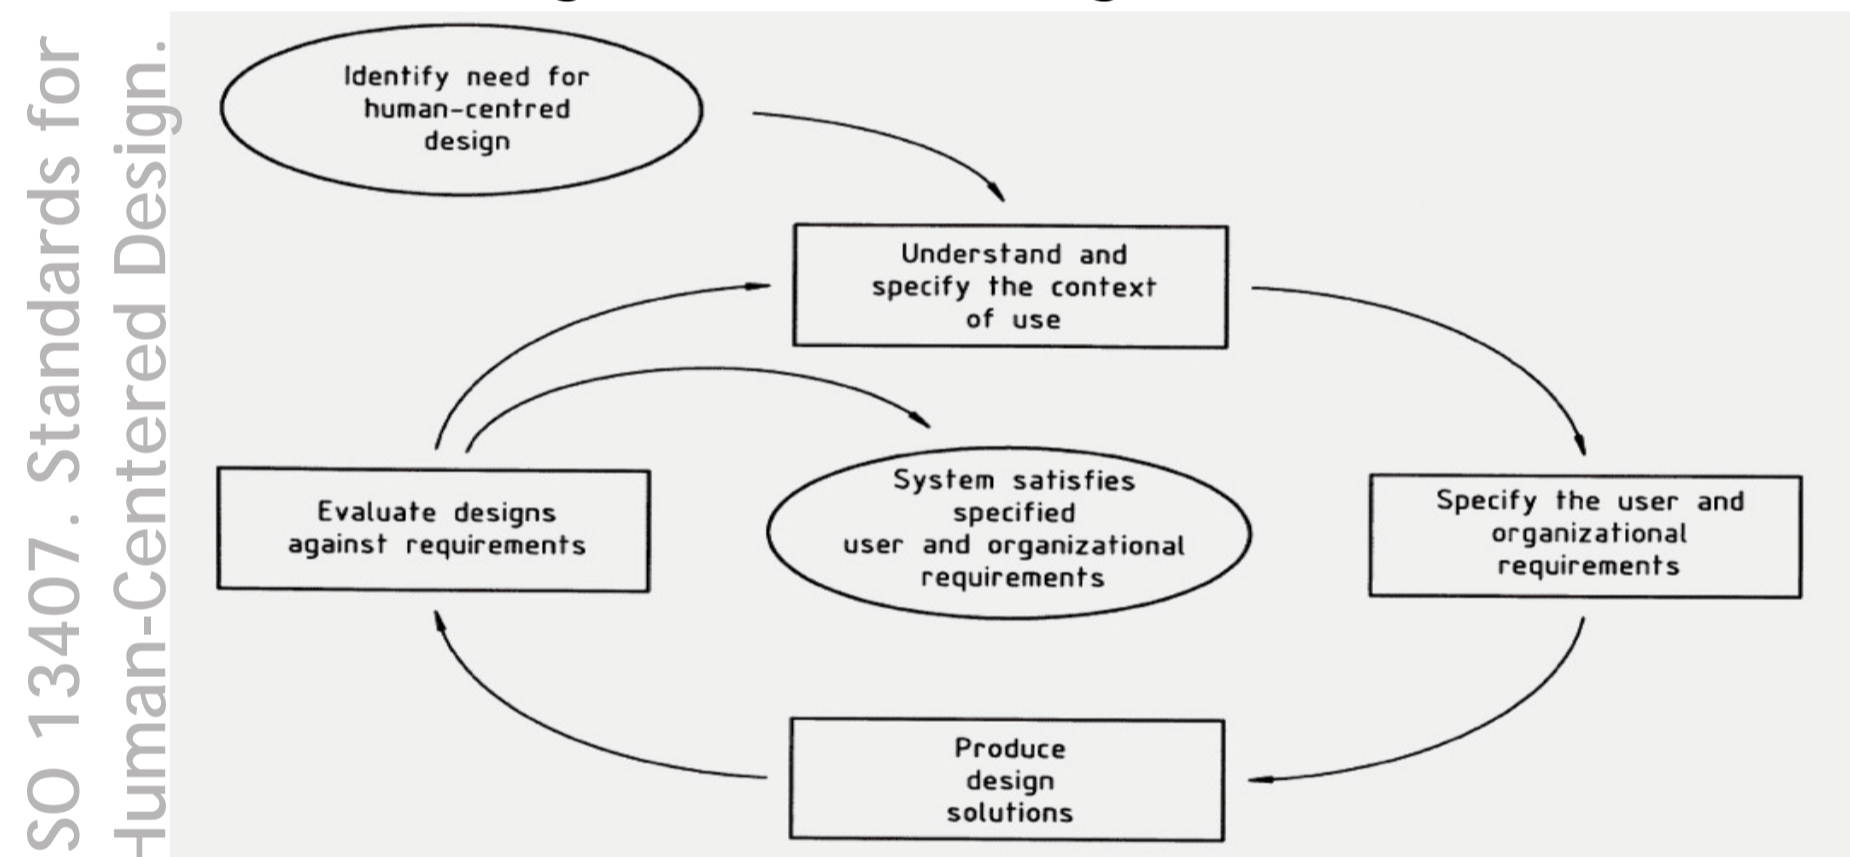 SO 13407. Standards for
Human-Centered Design.
Identify need for
human-centred
design
Understand and
specify the context
of use
Evaluate designs
against requirements
System satisfies
specified
user and organizational
requirements
Specify the user and
organizational
requirements
Produce
design
solutions